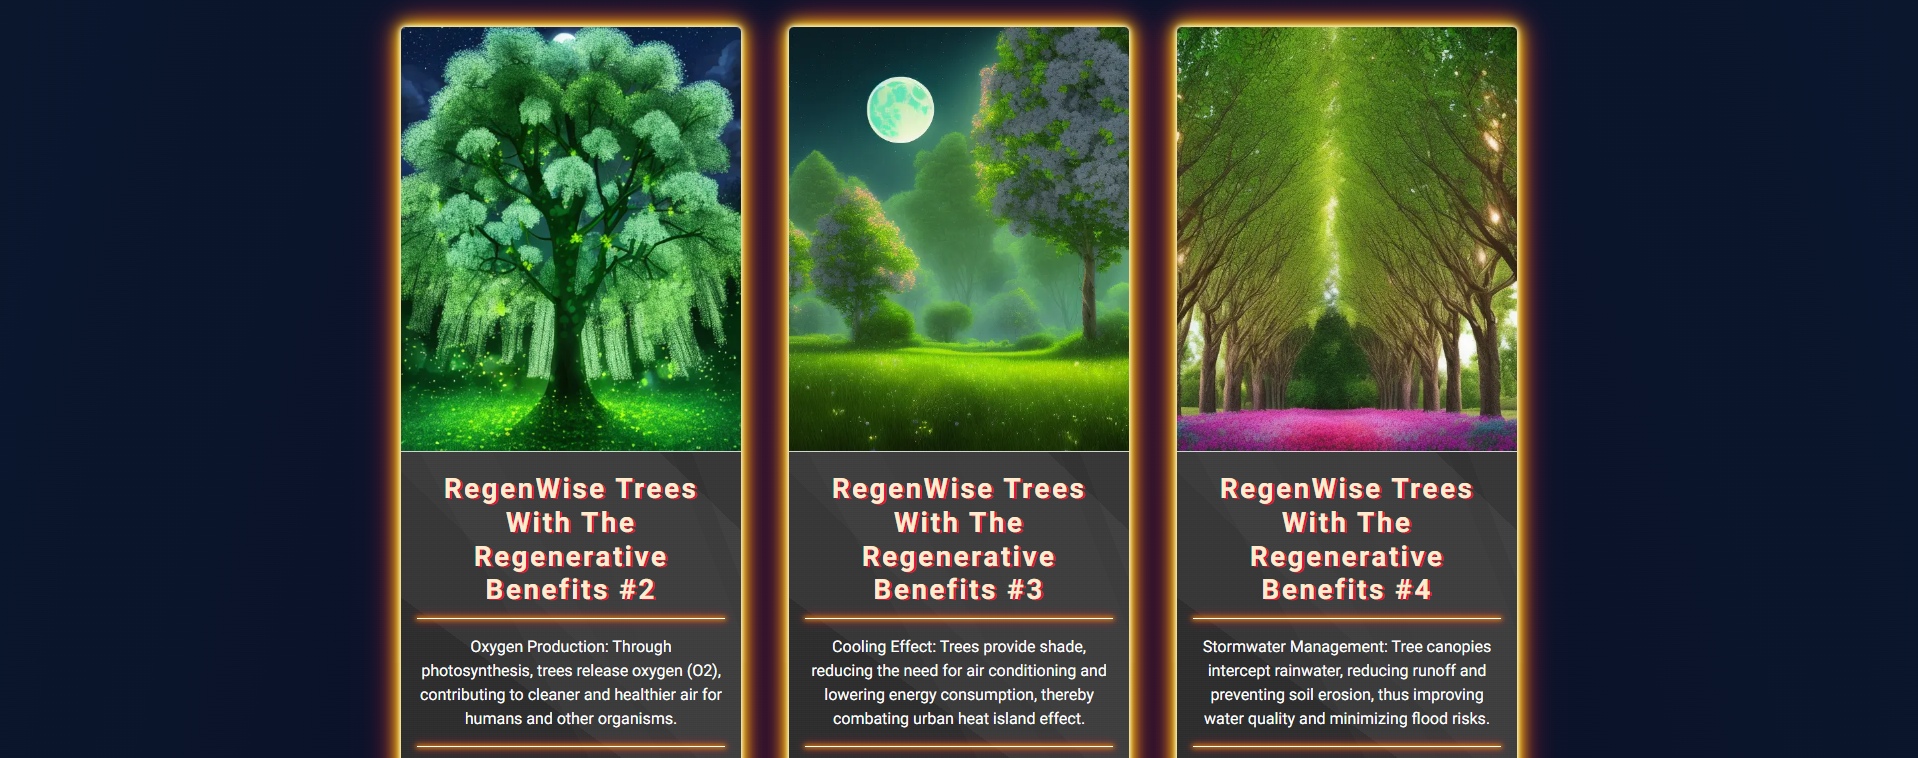 RegenWise Trees
With The
Regenerative
Benefits #2
Oxygen Production: Through
photosynthesis, trees release oxygen (O2),
contributing to cleaner and healthier air for
humans and other organisms.
RegenWise Trees
With The
Regenerative
Benefits #3
Cooling Effect: Trees provide shade,
reducing the need for air conditioning and
lowering energy consumption, thereby
combating urban heat island effect.
RegenWise Trees
With The
Regenerative
Benefits #4
Stormwater Management: Tree canopies
intercept rainwater, reducing runoff and
preventing soil erosion, thus improving
water quality and minimizing flood risks.